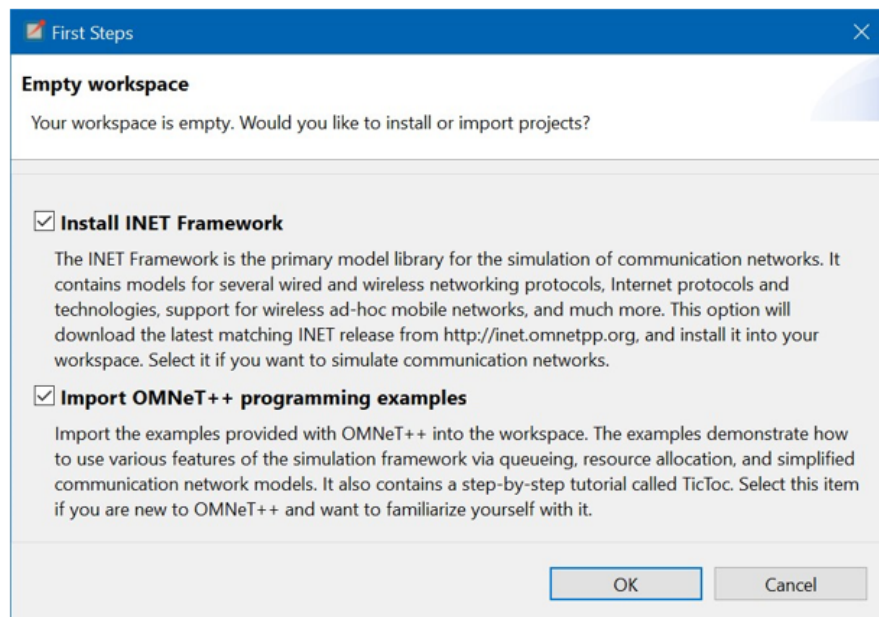 First Steps
Empty workspace
Your workspace is empty. Would you like to install or import projects?
Install INET Framework
The INET Framework is the primary model library for the simulation of communication networks. It
contains models for several wired and wireless networking protocols, Internet protocols and
technologies, support for wireless ad-hoc mobile networks, and much more. This option will
download the latest matching INET release from http://inet.omnetpp.org, and install it into your
workspace. Select it if you want to simulate communication networks.
Import OMNeT++ programming examples
Import the examples provided with OMNeT++ into the workspace. The examples demonstrate how
to use various features of the simulation framework via queueing, resource allocation, and simplified
communication network models. It also contains a step-by-step tutorial called TicToc. Select this item
if you are new to OMNeT++ and want to familiarize yourself with it.
OK Cancel